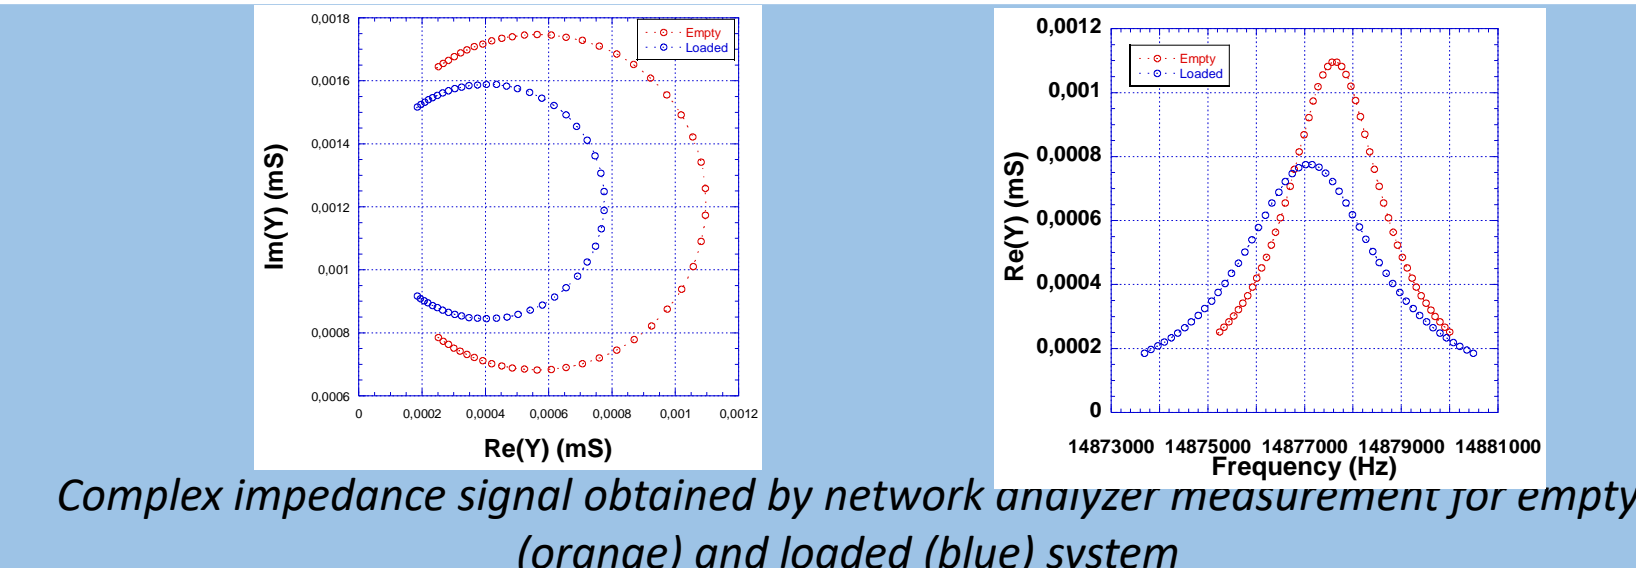 0,0018
0,0016
0,0014
0,0012
0,001
0,0008
0,0006
Im(Y) (mS)
Empty
Loaded
0 0,0002 0,0004 0,0006 0,0008 0,001 0,0012
Re(Y) (mS)
0,0012
0,001
0,0008
0,0006
0,0004
0,0002
0
Re(Y) (mS)
Empty
Loaded
14873000 14875000 14877000 14879000 14881000
Frequency (Hz)
Complex impedance signal obtained by network analyzer measurement for empty
(orange) and loaded (blue) system